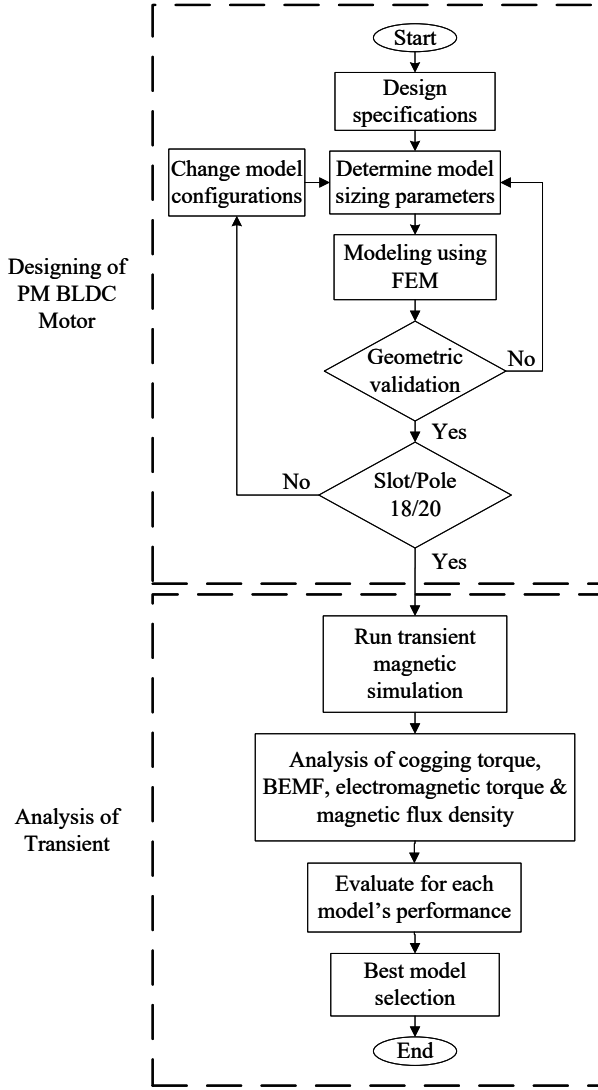 Start
Design
specifications
Change model
configurations
Determine model
sizing parameters
Modeling using
FEM
Designing of
PM BLDC
Motor
Geometric
validation
No
Yes
No
Slot/Pole
18/20
Yes
Run transient
magnetic
simulation
Analysis of cogging torque,
BEMF, electromagnetic torque &
magnetic flux density
Analysis of
Transient
Evaluate for each
model’s performance
Best model
selection
End